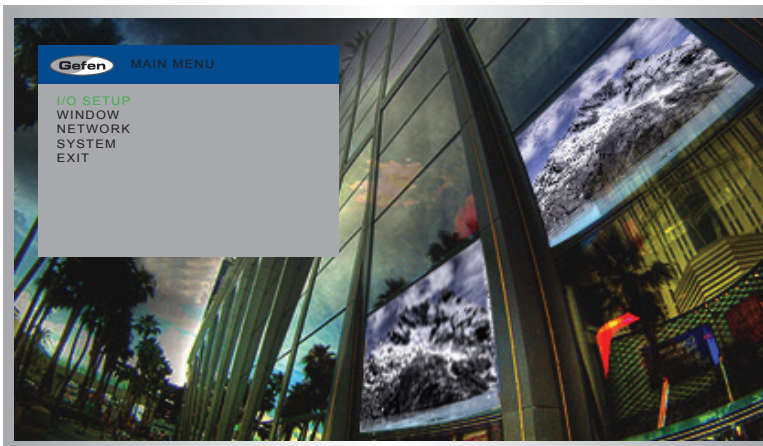 Gefen MAIN MENU
I/O SETUP
WINDOW
NETWORK
SYSTEM
EXIT